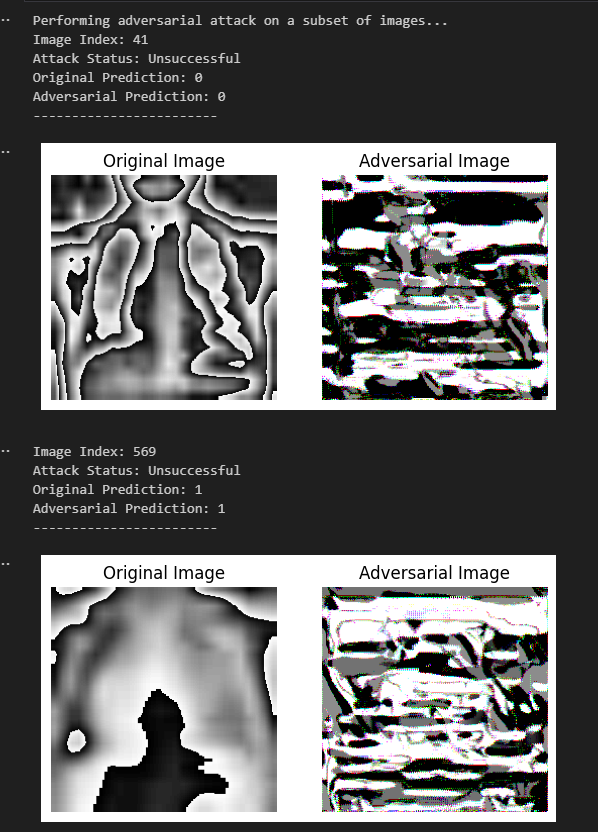 Performing adversarial attack on a subset of images...
Image Index: 41
Attack Status: Unsuccessful
Original Prediction: 0
Adversarial Prediction: 0
------------------------
Original Image
Adversarial Image
Image Index: 569
Attack Status: Unsuccessful
Original Prediction: 1
Adversarial Prediction: 1
------------------------
Original Image
Adversarial Image